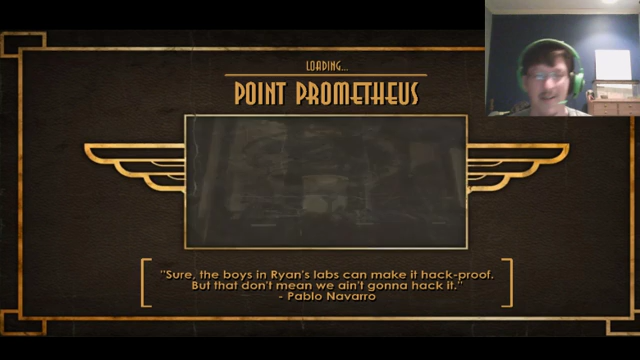 LOADING...
POINT PROMETHEUS
"Sure, the boys in Ryan's labs can make it hack-proof.
But that don't mean we ain't gonna hack it."
- Pablo Navarro